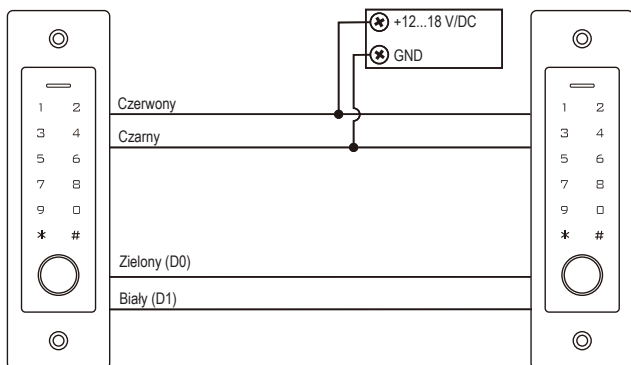 +12...18 V/DC
GND
Czerwony
Czarny
Zielony (D0)
Biały (D1)
1 2
3 4
5 6
7 8
9 0
* #
1 2
3 4
5 6
7 8
9 0
* #